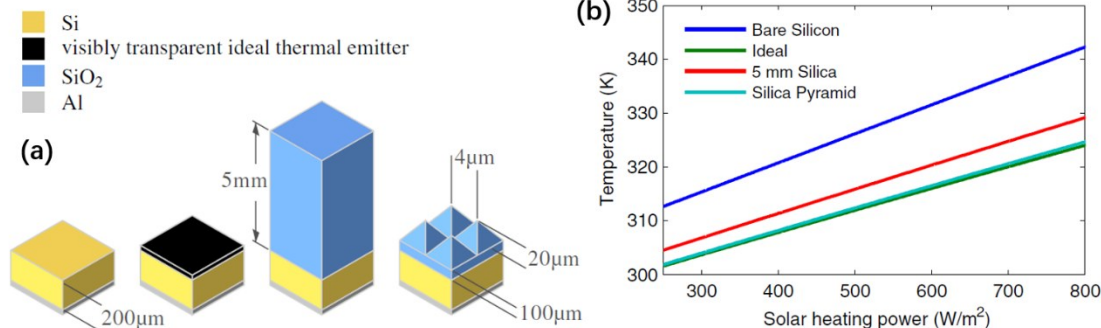 Si
visibly transparent ideal thermal emitter
SiO₂
Al
(a)
5mm
4μm
20μm
100μm
200μm
(b)
350
340
330
320
310
300
Temperature (K)
Bare Silicon
Ideal
5 mm Silica
Silica Pyramid
300 400 500 600 700 800
Solar heating power (W/m²)